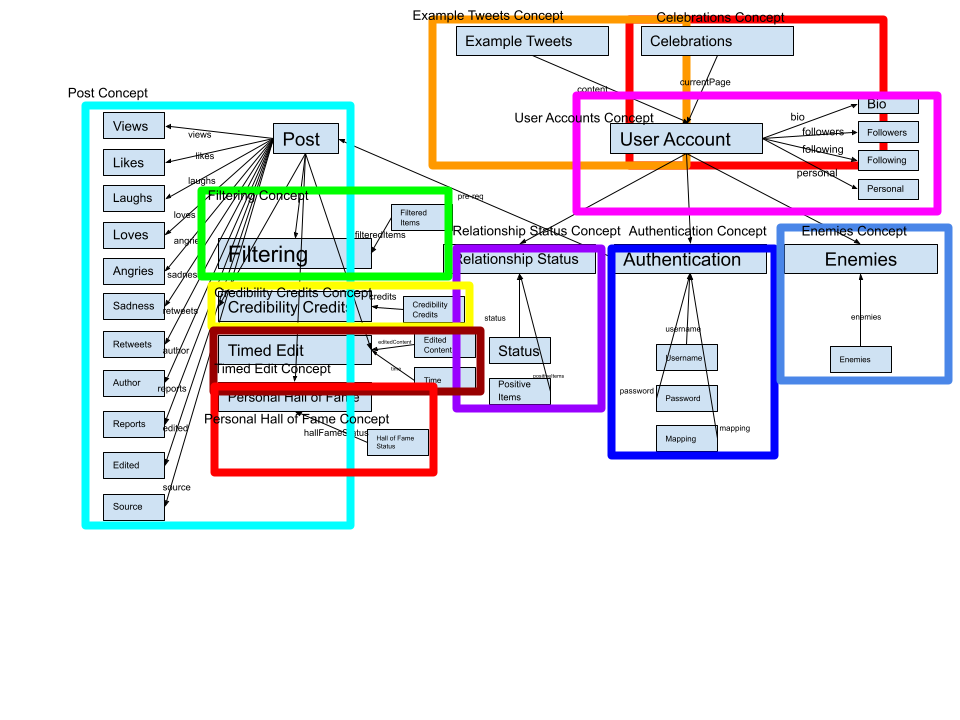 Example Tweets Concept
Celebrations Concept
Example Tweets
Celebrations
content
currentPage
Post Concept
User Accounts Concept
User Account
bio
followers
following
personal
Bio
Followers
Following
Personal
Views
Likes
Laughs
Loves
Angries
Sadness
Retweets
Author
Reports
Edited
Source
views
likes
laughs
loves
angries
sadness
retweets
author
reports
edited
source
Post
pre-req
Filtering Concept
Filtered
Items
filteredItems
Filtering
Credibility Credits Concept
credits
Credibility Credits
Credibility
Credits
Timed Edit
editedContent
Edited
Content
time
Time
Timed Edit Concept
Personal Hall of Fame
Personal Hall of Fame Concept
hallFameStatus
Hall of Fame
Status
Relationship Status Concept
Relationship Status
status
Status
positiveItems
Positive
Items
Authentication Concept
Authentication
username
Username
password
Password
mapping
Mapping
Enemies Concept
Enemies
enemies
Enemies